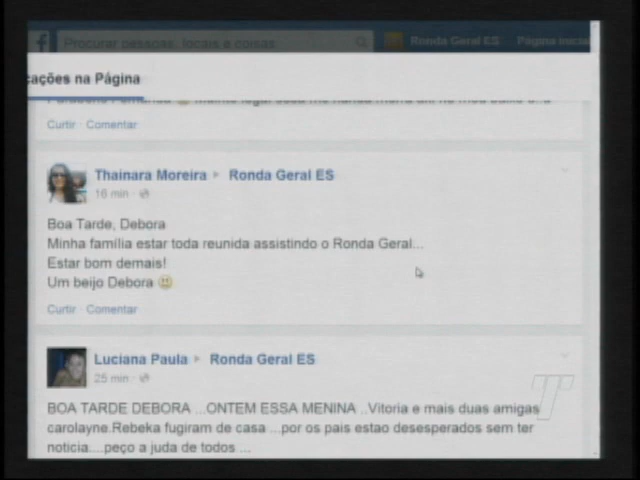 f Procurar pessoas, locais e coisas Ronda Geral ES Página inicial
cações na Página
Curtir · Comentar
Thainara Moreira ▸ Ronda Geral ES
16 min ·
Boa Tarde, Debora
Minha família estar toda reunida assistindo o Ronda Geral...
Estar bom demais!
Um beijo Debora 😃
Curtir · Comentar
Luciana Paula ▸ Ronda Geral ES
25 min ·
BOA TARDE DEBORA ...ONTEM ESSA MENINA ..Vitoria e mais duas amigas
carolayne.Rebeka fugiram de casa ...por os pais estao desesperados sem ter
noticia....peço a juda de todos ...